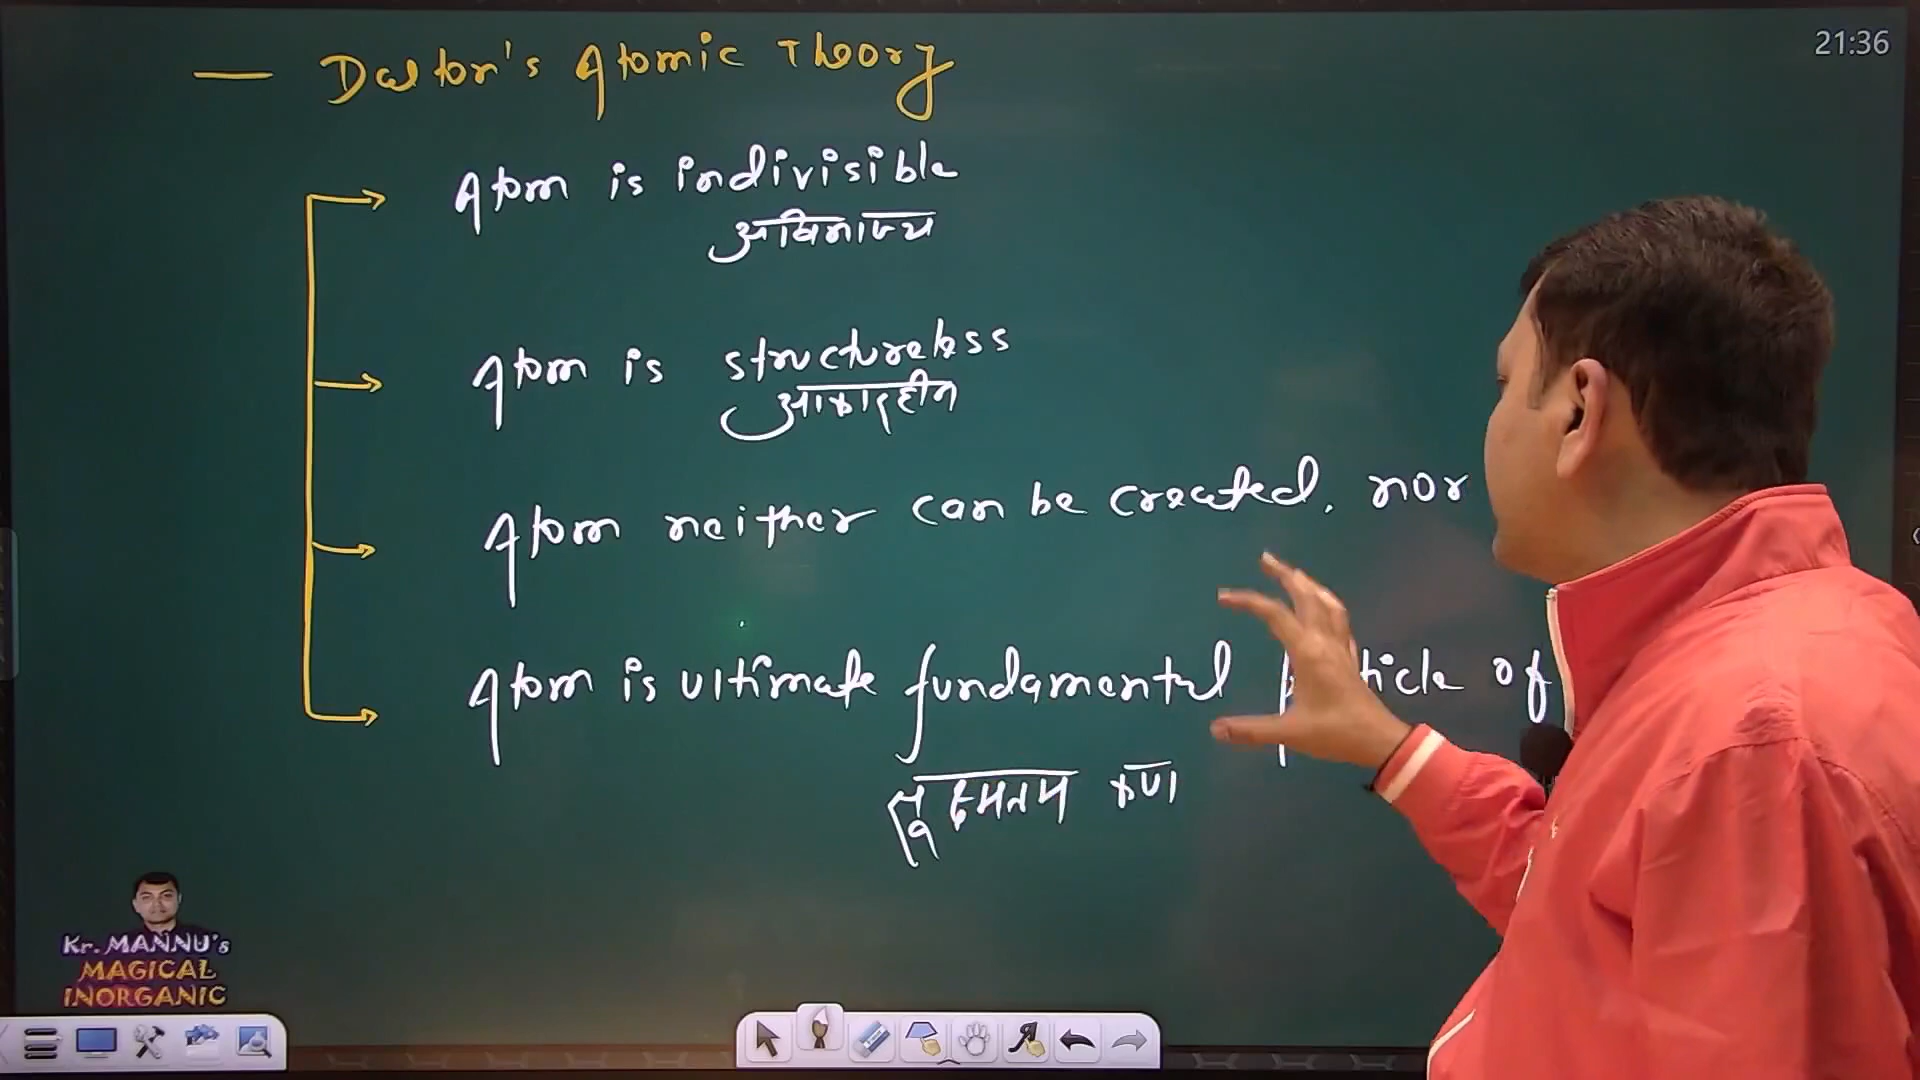 21:36
— Dalton's Atomic Theory
Atom is indivisible
अविभाज्य
Atom is structureless
आकारहीन
Atom neither can be created, nor
Atom is ultimate fundamental particle of
सूक्ष्मतम कण
Kr. MANNU's
MAGICAL
INORGANIC